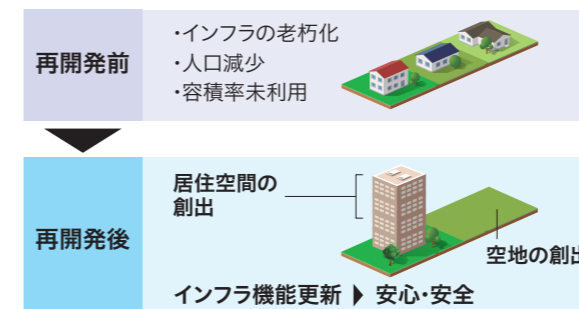 再開発前
・インフラの老朽化
・人口減少
・容積率未利用
再開発後
居住空間の
創出
空地の創出
インフラ機能更新 ▶ 安心・安全